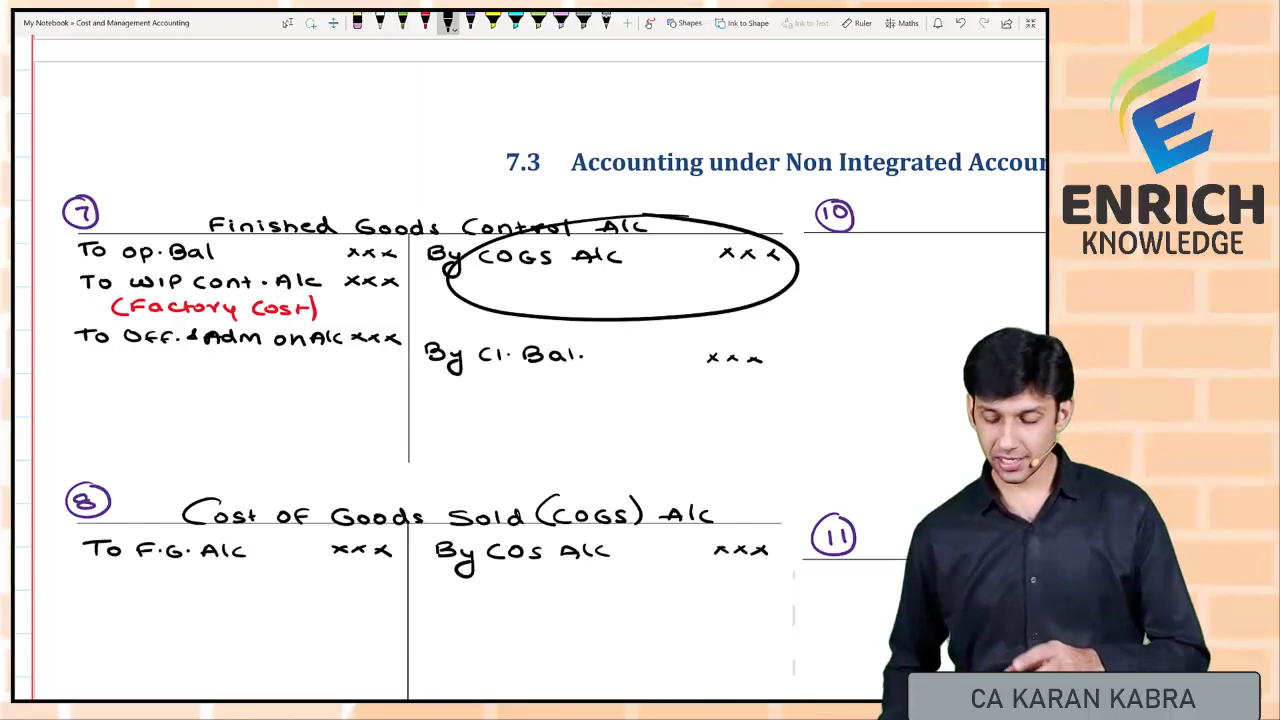 My Notebook » Cost and Management Accounting
Shapes
Ink to Shape
Ink to Text
Ruler
Maths
7.3 Accounting under Non Integrated Accoun
7
Finished Goods Control A/c
To Op. Bal xxx
By COGS A/c xxx
To WIP Cont. A/c xxx
(Factory Cost)
To Off. & Adm OH A/c xxx
By Cl. Bal. xxx
8
Cost of Goods Sold (COGS) A/c
To F.G. A/c xxx
By COS A/c xxx
10
11
ENRICH
KNOWLEDGE
CA KARAN KABRA